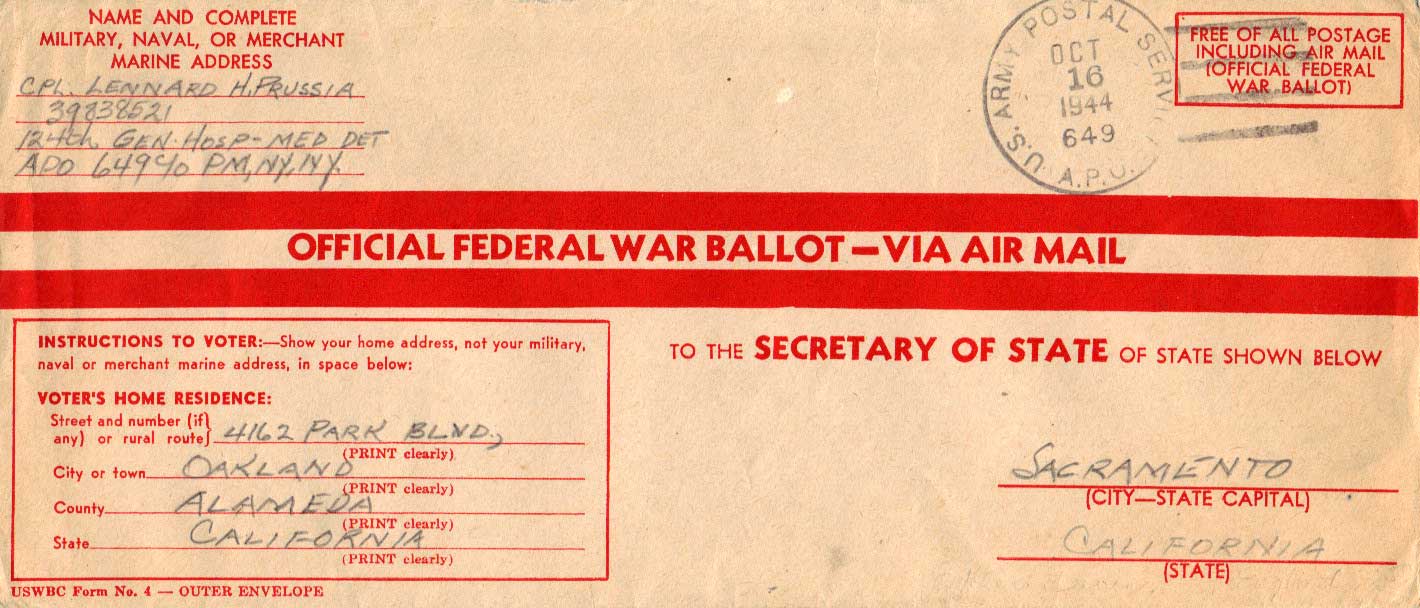 NAME AND COMPLETE
MILITARY, NAVAL, OR MERCHANT
MARINE ADDRESS
CPL. LENNARD H. PRUSSIA
39838521
124th GEN. HOSP- MED DET
APO 649 c/o PM, NY, NY.
U.S. ARMY POSTAL SERVICE
OCT
16
1944
649
A.P.O.
FREE OF ALL POSTAGE
INCLUDING AIR MAIL
(OFFICIAL FEDERAL
WAR BALLOT)
OFFICIAL FEDERAL WAR BALLOT—VIA AIR MAIL
INSTRUCTIONS TO VOTER:—Show your home address, not your military,
naval or merchant marine address, in space below:
VOTER'S HOME RESIDENCE:
Street and number (if
any) or rural route} 4162 PARK BLVD.,
(PRINT clearly)
City or town OAKLAND
(PRINT clearly)
County ALAMEDA
(PRINT clearly)
State CALIFORNIA
(PRINT clearly)
USWBC Form No. 4 — OUTER ENVELOPE
TO THE SECRETARY OF STATE OF STATE SHOWN BELOW
SACRAMENTO
(CITY—STATE CAPITAL)
CALIFORNIA
(STATE)